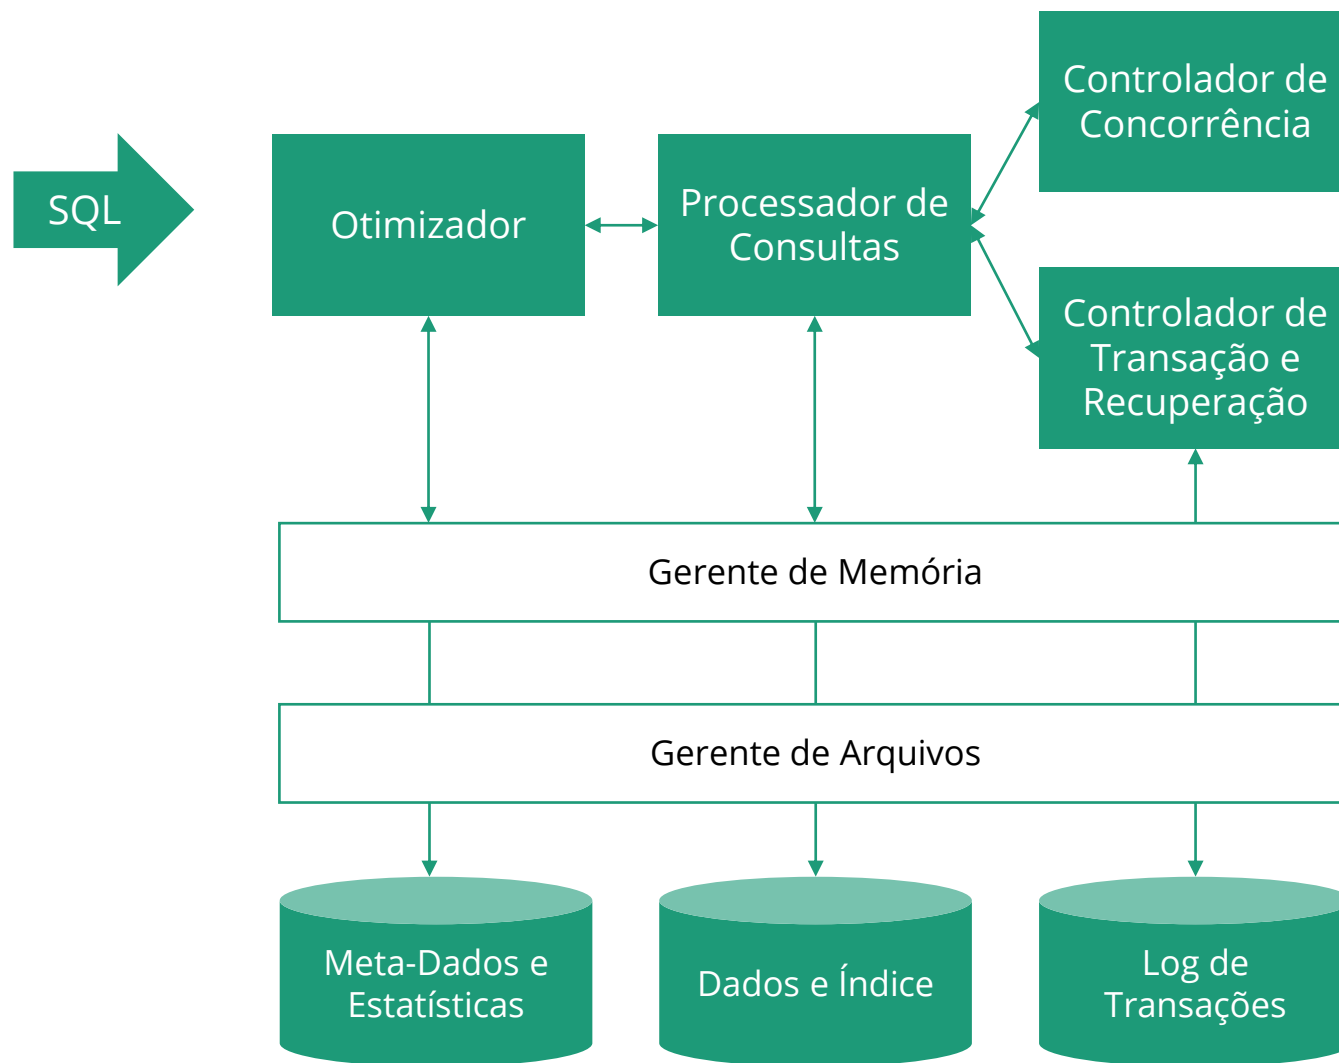 SQL
Otimizador
Processador de
Consultas
Controlador de
Concorrência
Controlador de
Transação e
Recuperação
Gerente de Memória
Gerente de Arquivos
Meta-Dados e
Estatísticas
Dados e Índice
Log de
Transações